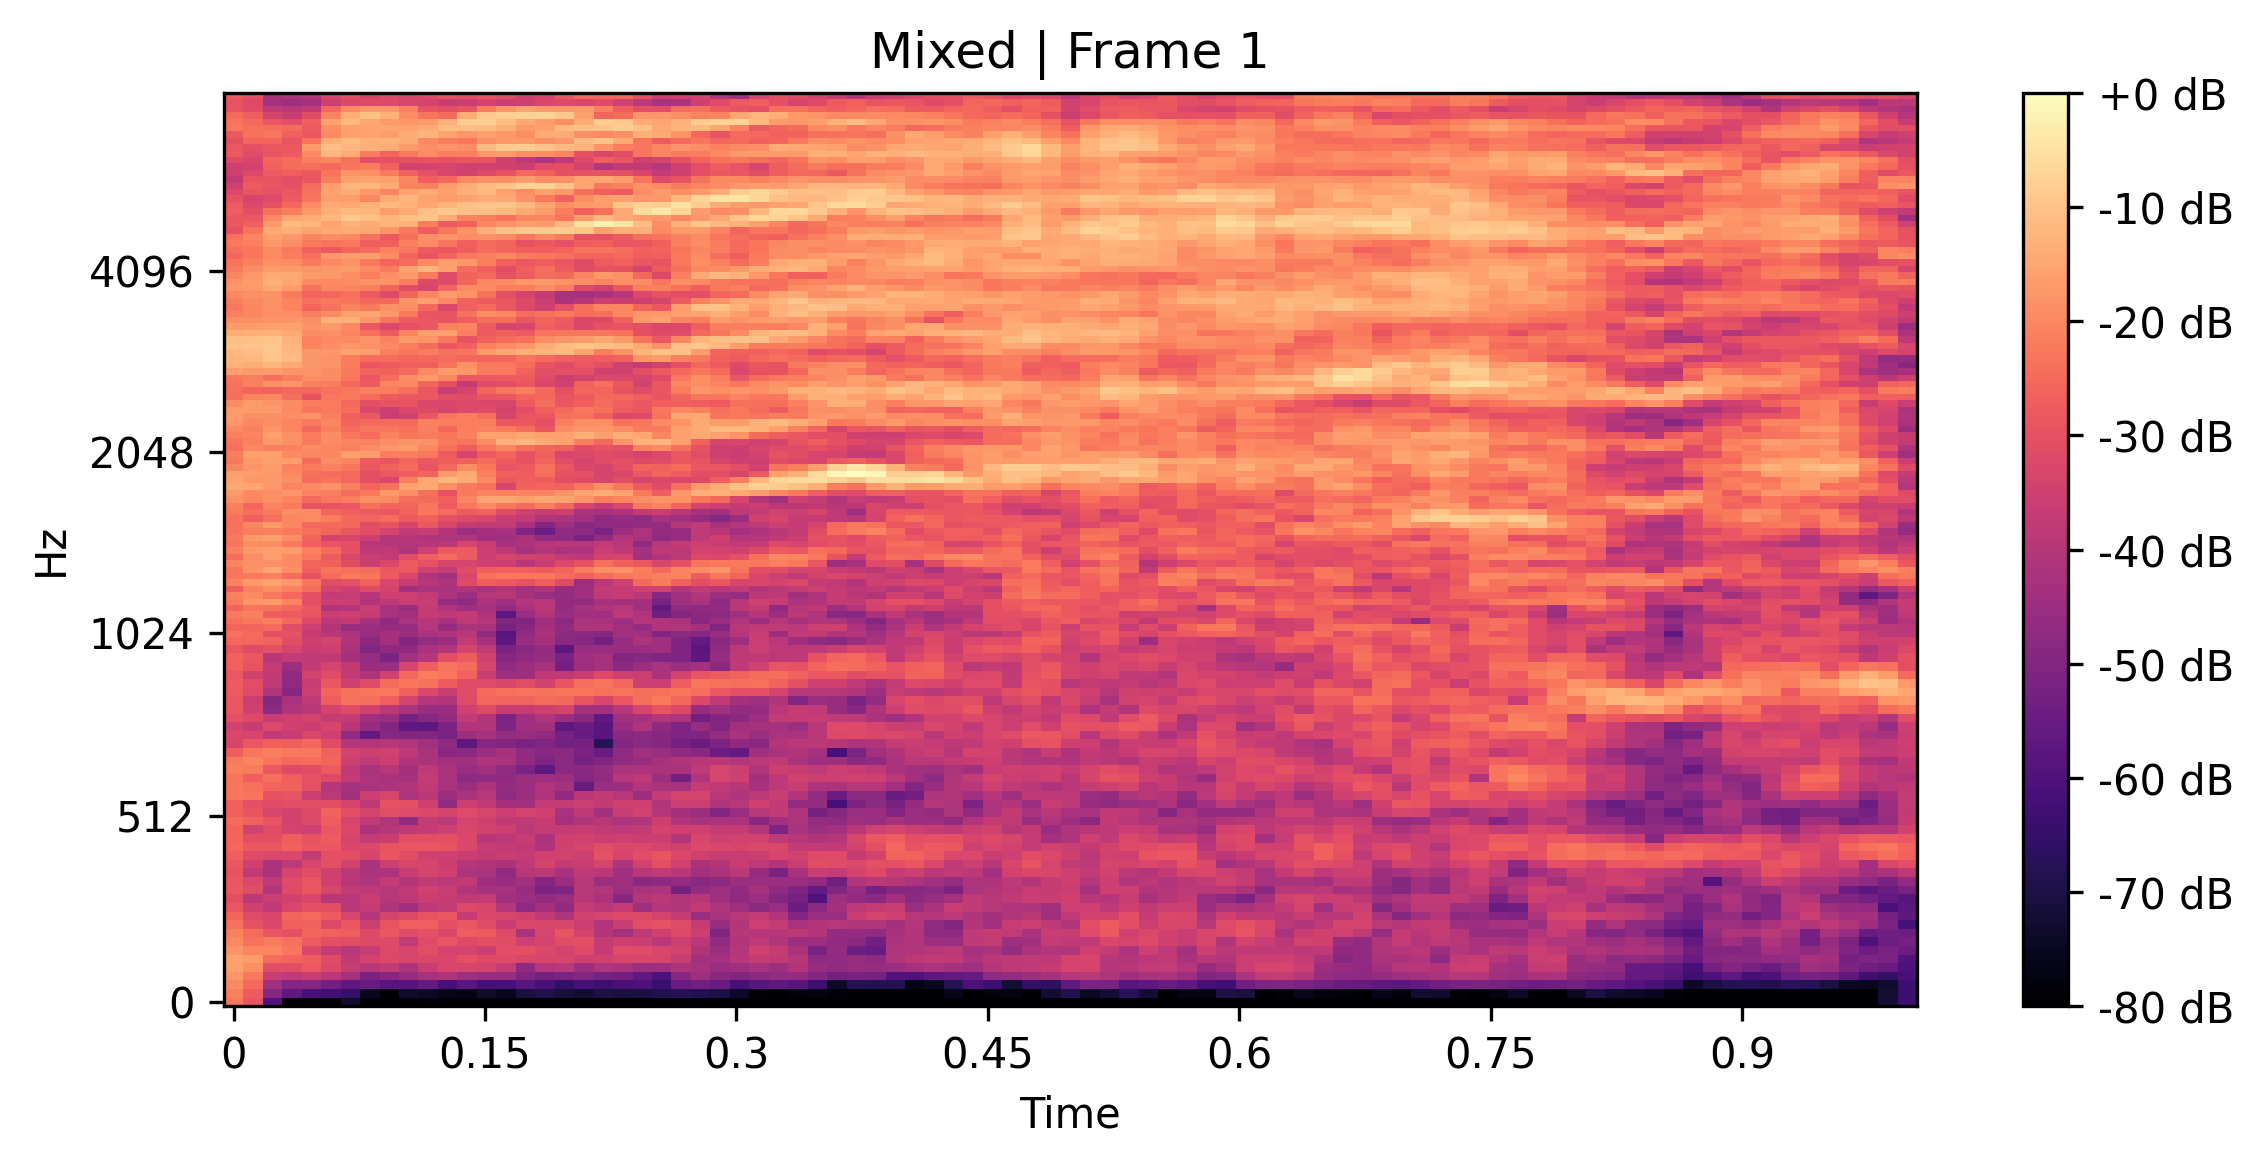 Mixed | Frame 1
+0 dB
-10 dB
-20 dB
-30 dB
-40 dB
-50 dB
-60 dB
-70 dB
-80 dB
Hz
4096
2048
1024
512
0
0 0.15 0.3 0.45 0.6 0.75 0.9
Time